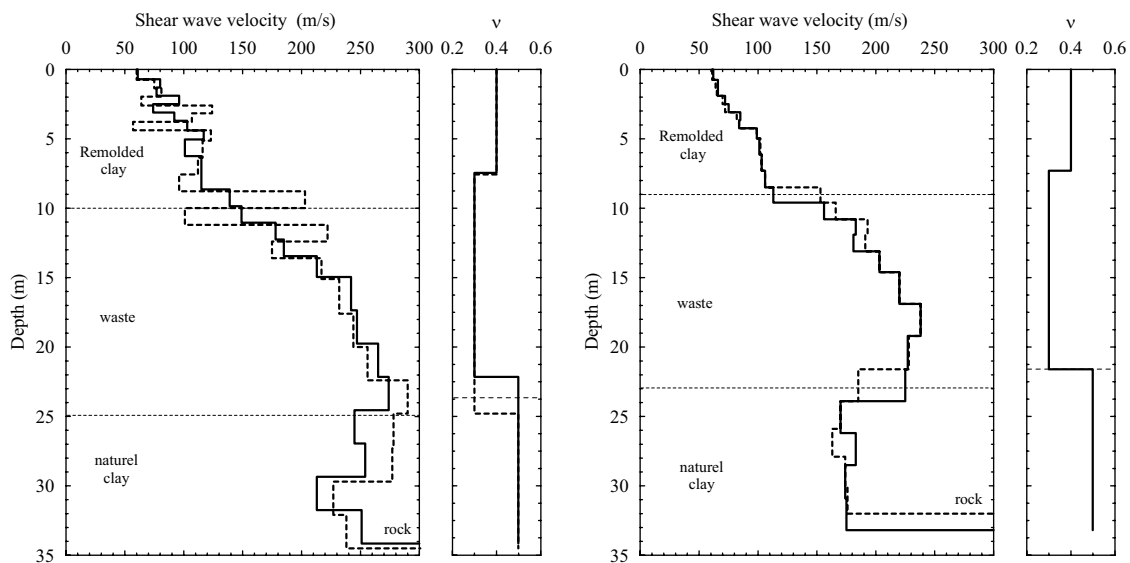 Shear wave velocity (m/s)
ν
0 50 100 150 200 250 300
0.2 0.4 0.6
0
5
10
15
20
25
30
35
Depth (m)
Remolded
clay
waste
naturel
clay
rock
Shear wave velocity (m/s)
ν
0 50 100 150 200 250 300
0.2 0.4 0.6
0
5
10
15
20
25
30
35
Depth (m)
Remolded
clay
waste
naturel
clay
rock